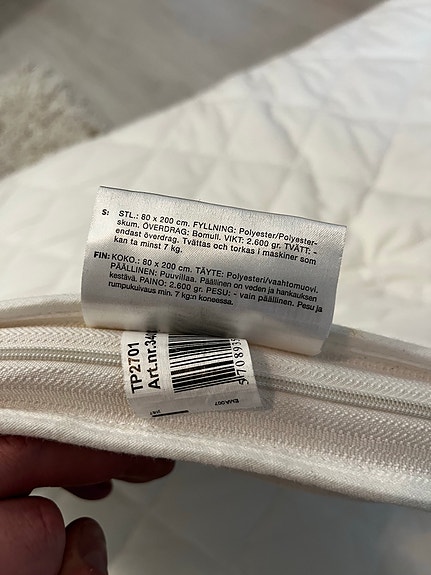 S: STL.: 80 x 200 cm. FYLLNING: Polyester/Polyester-
skum. ÖVERDRAG: Bomull. VIKT: 2.600 gr. TVÄTT: -
endast överdrag. Tvättas och torkas i maskiner som
kan ta minst 7 kg.
FIN: KOKO.: 80 x 200 cm. TÄYTE: Polyesteri/vaahtomuovi.
PÄÄLLINEN: Puuvillaa. Päällinen on veden ja hankauksen
kestävä. PAINO: 2.600 gr. PESU: - vain päällinen. Pesu ja
rumpukuivaus min. 7 kg:n koneessa.
TP2701
Art.nr.